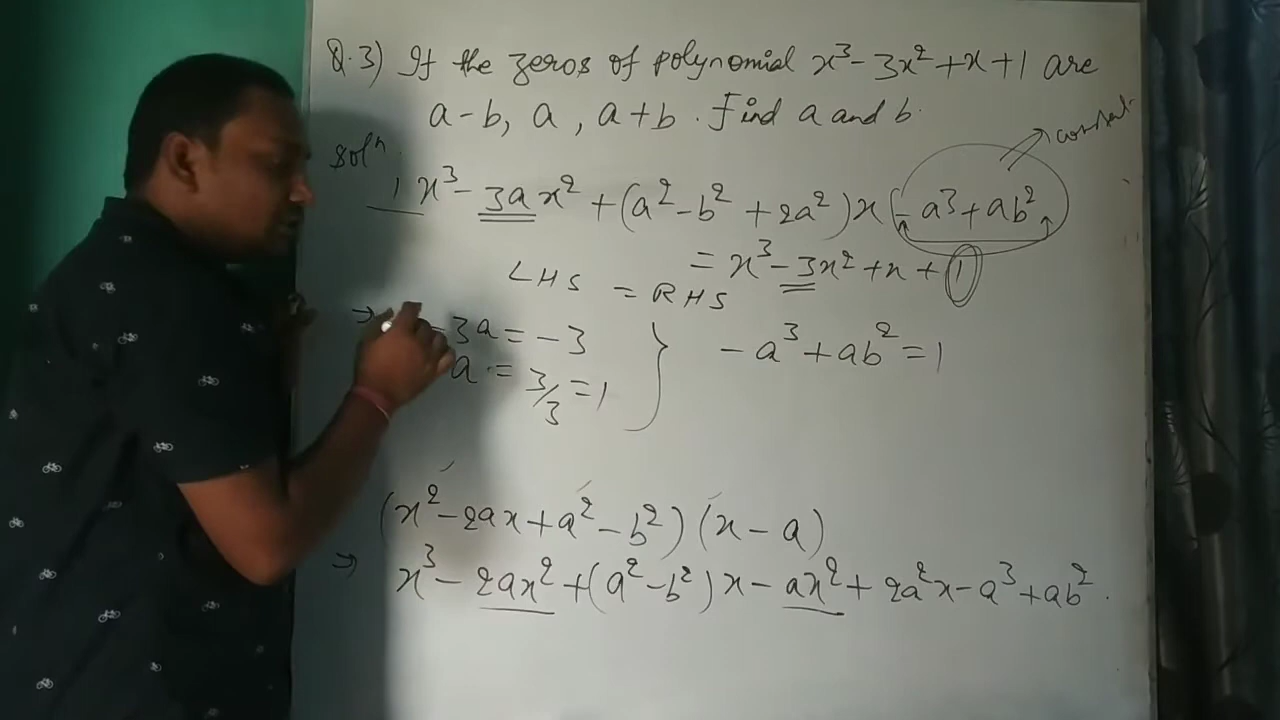 Q.3) If the zeros of polynomial x³ - 3x² + x + 1 are
a - b, a, a + b. Find a and b.
solⁿ.
1x³ - 3ax² + (a² - b² + 2a²)x - a³ + ab²
= x³ - 3x² + x + 1
LHS = RHS
⇒ -3a = -3
a = 3/3 = 1
- a³ + ab² = 1
(x² - 2ax + a² - b²)(x - a)
⇒ x³ - 2ax² + (a² - b²)x - ax² + 2a²x - a³ + ab².